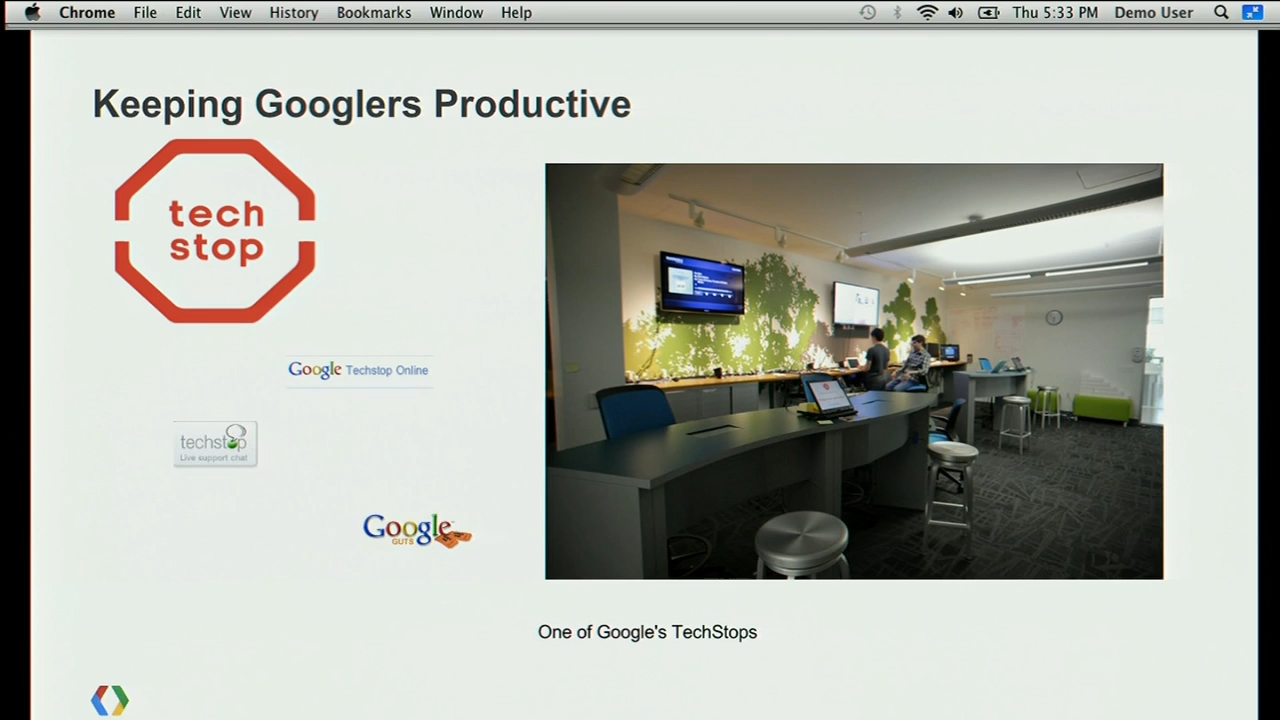 Chrome File Edit View History Bookmarks Window Help Thu 5:33 PM Demo User
Keeping Googlers Productive
tech
stop
Google Techstop Online
techstop
Live support chat
Google
GUTS
One of Google's TechStops